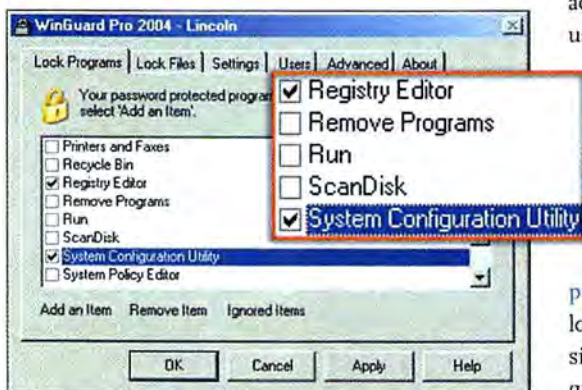 WinGuard Pro 2004 - Lincoln
Lock Programs Lock Files Settings Users Advanced About
Your password protected program
select 'Add an Item'.
Printers and Faxes
Recycle Bin
Registry Editor
Remove Programs
Run
ScanDisk
System Configuration Utility
System Policy Editor
Registry Editor
Remove Programs
Run
ScanDisk
System Configuration Utility
Add an Item Remove Item Ignored Items
OK Cancel Apply Help